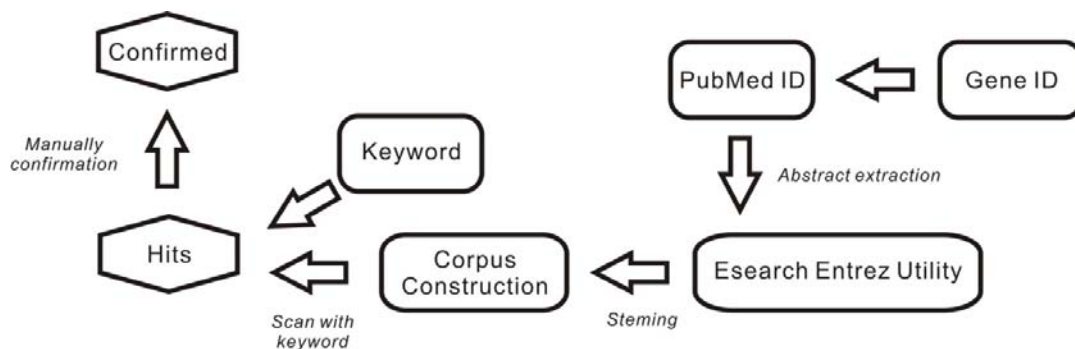 Confirmed
PubMed ID
Gene ID
Manually
confirmation
Keyword
Abstract extraction
Hits
Corpus
Construction
Esearch Entrez Utility
Scan with
keyword
Steming